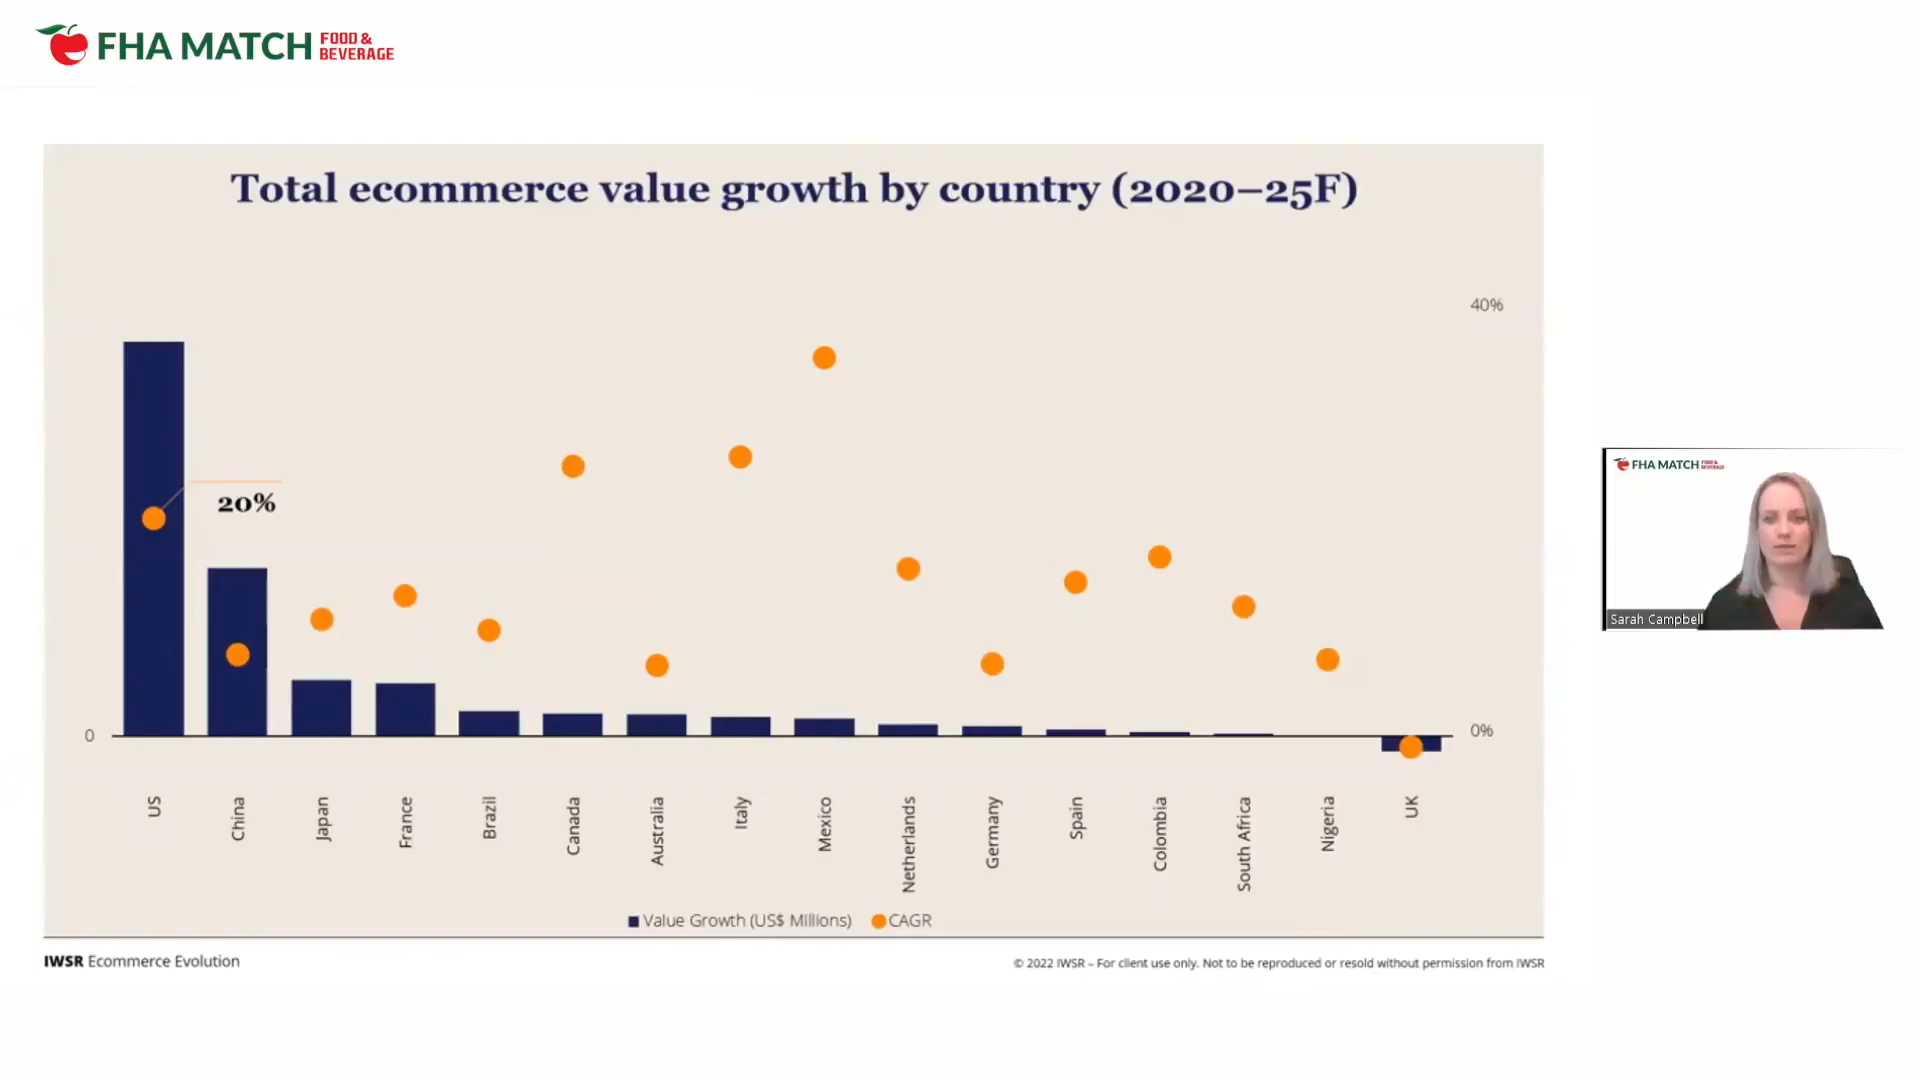 FHA MATCH FOOD &
BEVERAGE
Total ecommerce value growth by country (2020–25F)
40%
20%
0
0%
US
China
Japan
France
Brazil
Canada
Australia
Italy
Mexico
Netherlands
Germany
Spain
Colombia
South Africa
Nigeria
UK
Value Growth (US$ Millions) CAGR
IWSR Ecommerce Evolution
© 2022 IWSR – For client use only. Not to be reproduced or resold without permission from IWSR
FHA MATCH FOOD &
BEVERAGE
Sarah Campbell